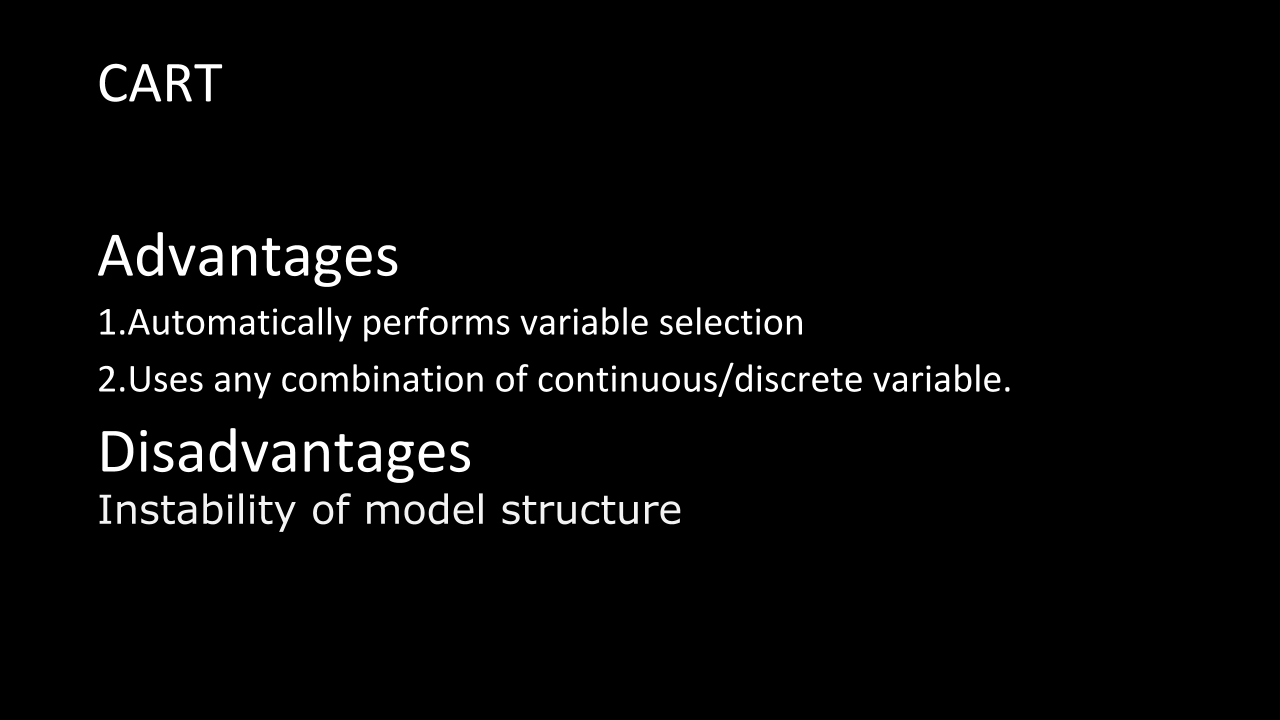 CART
Advantages
1.Automatically performs variable selection
2.Uses any combination of continuous/discrete variable.
Disadvantages
Instability of model structure